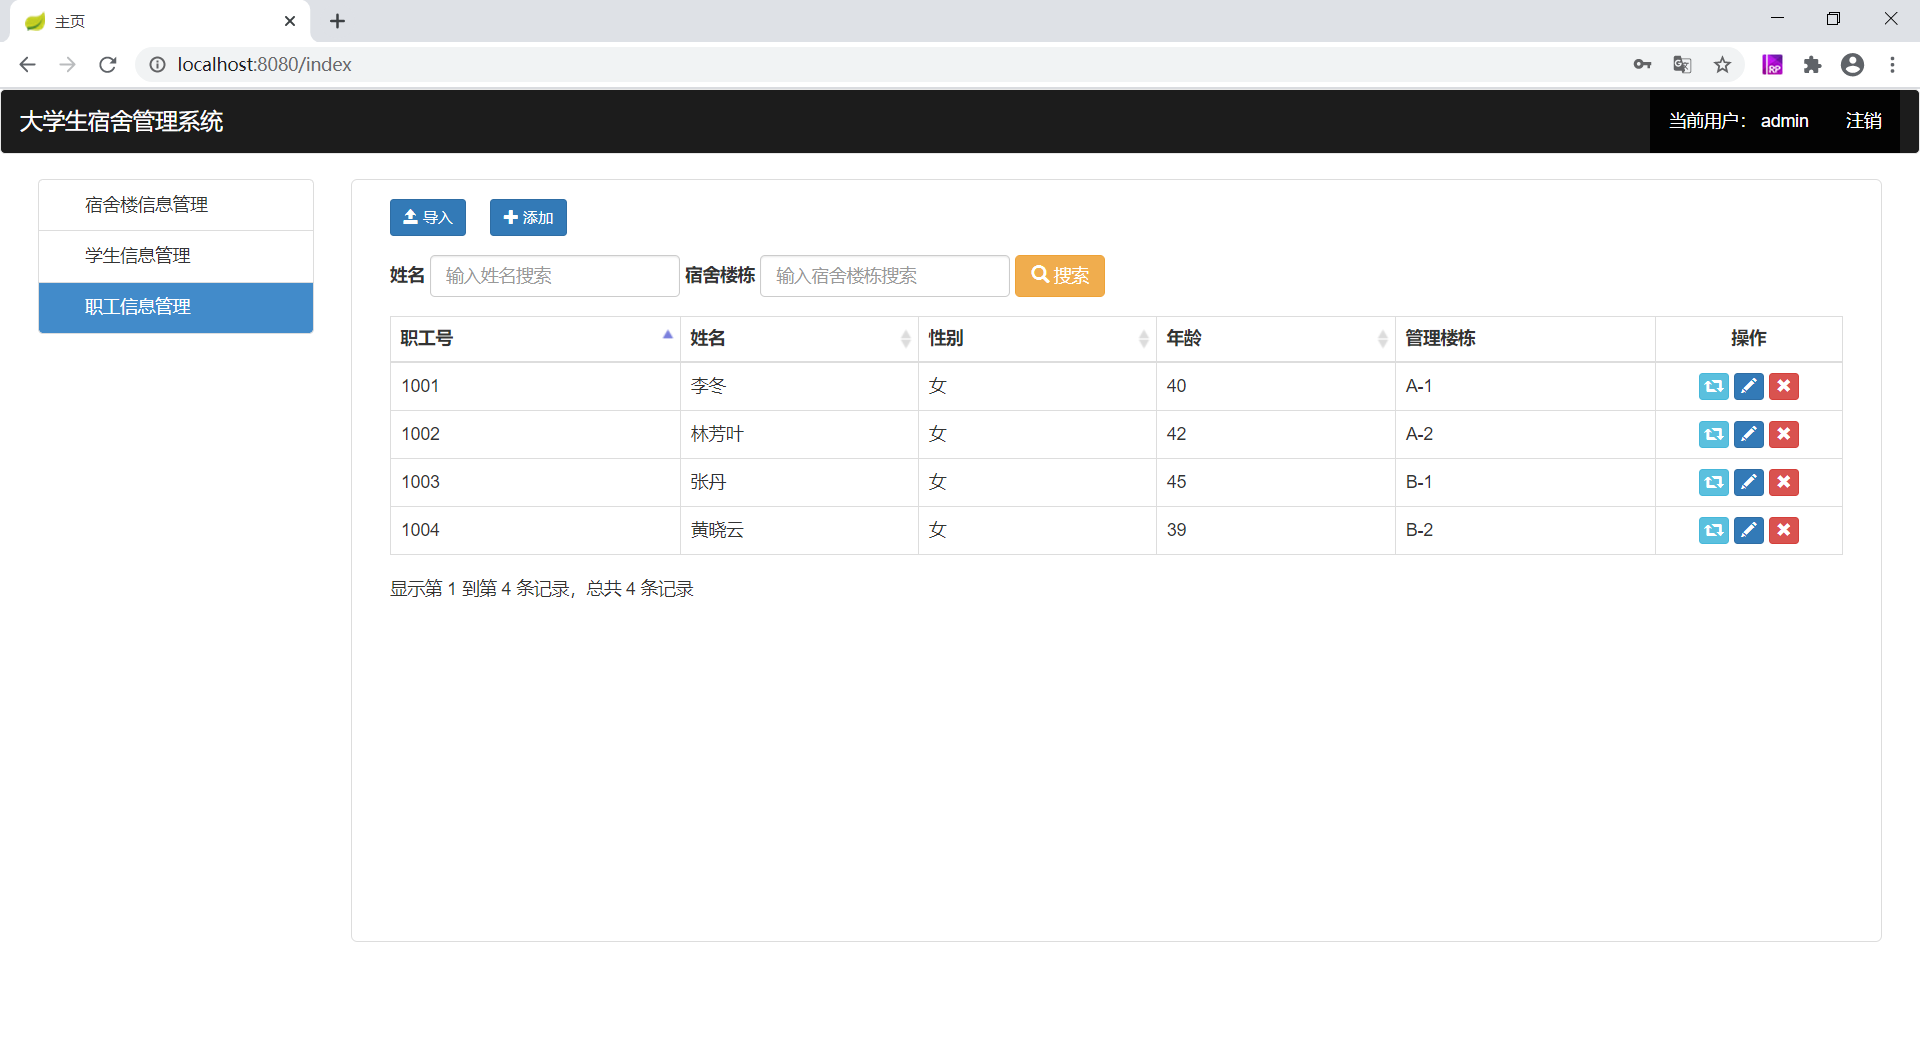 主页
localhost:8080/index
大学生宿舍管理系统
当前用户： admin 注销
宿舍楼信息管理
学生信息管理
职工信息管理
导入 添加
姓名 输入姓名搜索 宿舍楼栋 输入宿舍楼栋搜索 搜索
职工号 姓名 性别 年龄 管理楼栋 操作
1001 李冬 女 40 A-1
1002 林芳叶 女 42 A-2
1003 张丹 女 45 B-1
1004 黄晓云 女 39 B-2
显示第 1 到第 4 条记录，总共 4 条记录
RP